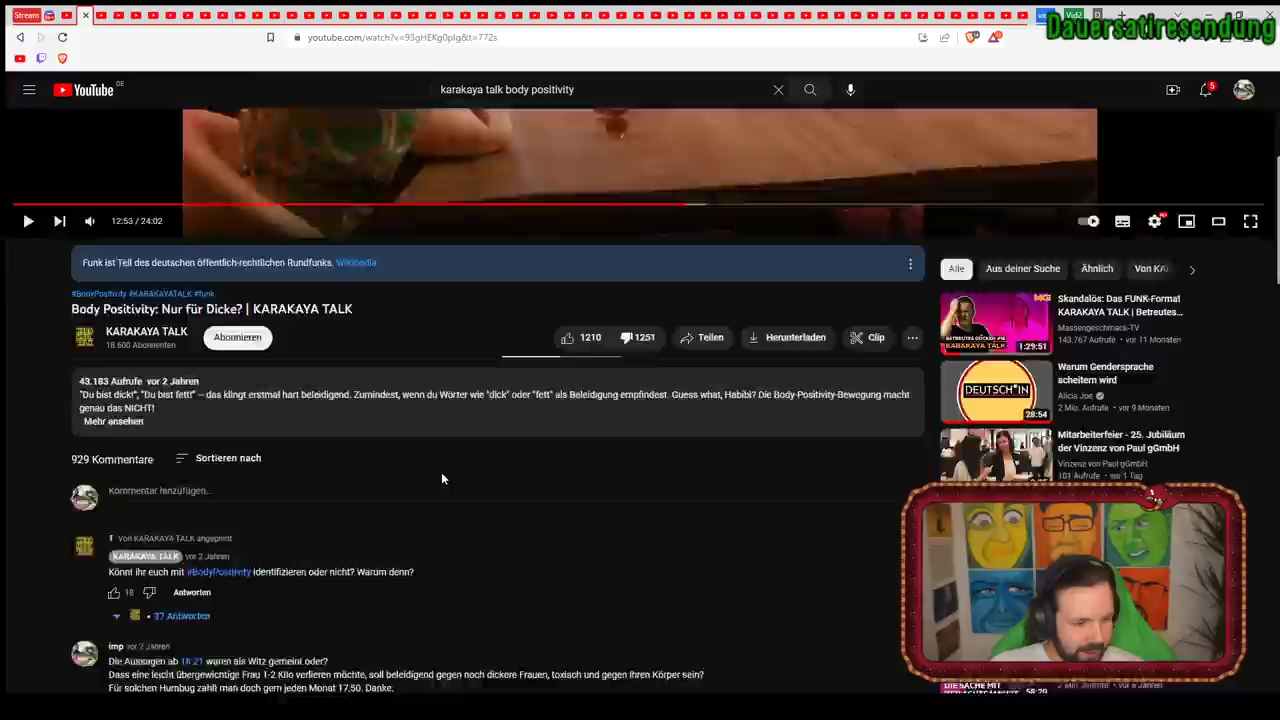 Stream
vid
Vid2
D
Dauersatiresendung
youtube.com/watch?v=93gHEKg0pIg&t=772s
YouTube DE
karakaya talk body positivity
5
12:53 / 24:02
Funk ist Teil des deutschen öffentlich-rechtlichen Rundfunks. Wikipedia
Alle
Aus deiner Suche
Ähnlich
#BodyPositivity #KARAKAYATALK #funk
Body Positivity: Nur für Dicke? | KARAKAYA TALK
KARAKAYA TALK
18.600 Abonnenten
Abonnieren
1210
1251
Teilen
Herunterladen
Clip
43.183 Aufrufe vor 2 Jahren
"Du bist dick!", "Du bist fett!" – das klingt erstmal hart beleidigend. Zumindest, wenn du Wörter wie "dick" oder "fett" als Beleidigung empfindest. Guess what, Habibi? Die Body-Positivity-Bewegung macht
genau das NICHT!
Mehr ansehen
929 Kommentare
Sortieren nach
Kommentar hinzufügen...
Von KARAKAYA TALK angepinnt
KARAKAYA TALK vor 2 Jahren
Könnt ihr euch mit #BodyPositivity identifizieren oder nicht? Warum denn?
18
Antworten
37 Antworten
imp vor 2 Jahren
Die Aussagen ab 18:21 waren als Witz gemeint oder?
Dass eine leicht übergewichtige Frau 1-2 Kilo verlieren möchte, soll beleidigend gegen noch dickere Frauen, toxisch und gegen ihren Körper sein?
Für solchen Humbug zahlt man doch gern jeden Monat 17,50. Danke.
Skandalös: Das FUNK-Format
KARAKAYA TALK | Betreutes...
Massengeschmack-TV
143.767 Aufrufe • vor 11 Monaten
KARAKAYA TALK
1:29:51
Warum Gendersprache
scheitern wird
Alicia Joe
2 Mio. Aufrufe • vor 9 Monaten
DEUTSCH*IN
28:54
Mitarbeiterfeier - 25. Jubiläum
der Vinzenz von Paul gGmbH
Vinzenz von Paul gGmbH
101 Aufrufe • vor 1 Tag
58:20